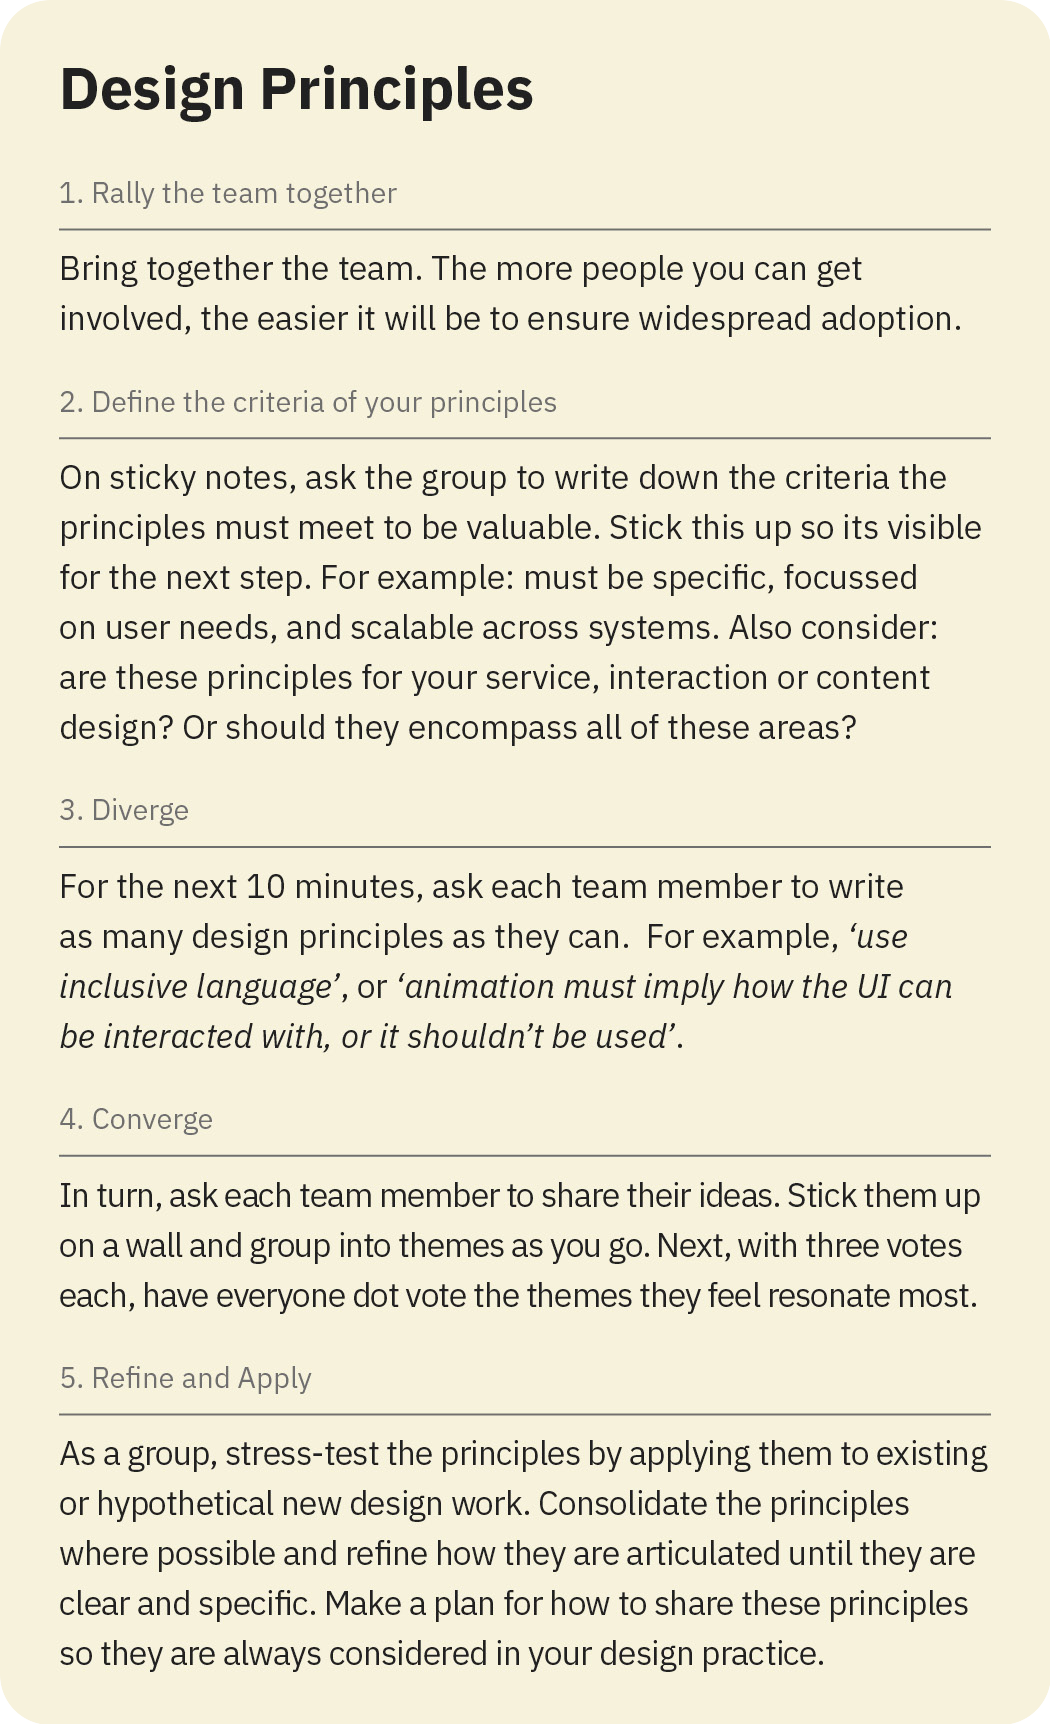 Design Principles
1. Rally the team together
Bring together the team. The more people you can get
involved, the easier it will be to ensure widespread adoption.
2. Define the criteria of your principles
On sticky notes, ask the group to write down the criteria the
principles must meet to be valuable. Stick this up so its visible
for the next step. For example: must be specific, focussed
on user needs, and scalable across systems. Also consider:
are these principles for your service, interaction or content
design? Or should they encompass all of these areas?
3. Diverge
For the next 10 minutes, ask each team member to write
as many design principles as they can.  For example, ‘use
inclusive language’, or ‘animation must imply how the UI can
be interacted with, or it shouldn’t be used’.
4. Converge
In turn, ask each team member to share their ideas. Stick them up
on a wall and group into themes as you go. Next, with three votes
each, have everyone dot vote the themes they feel resonate most.
5. Refine and Apply
As a group, stress-test the principles by applying them to existing
or hypothetical new design work. Consolidate the principles
where possible and refine how they are articulated until they are
clear and specific. Make a plan for how to share these principles
so they are always considered in your design practice.